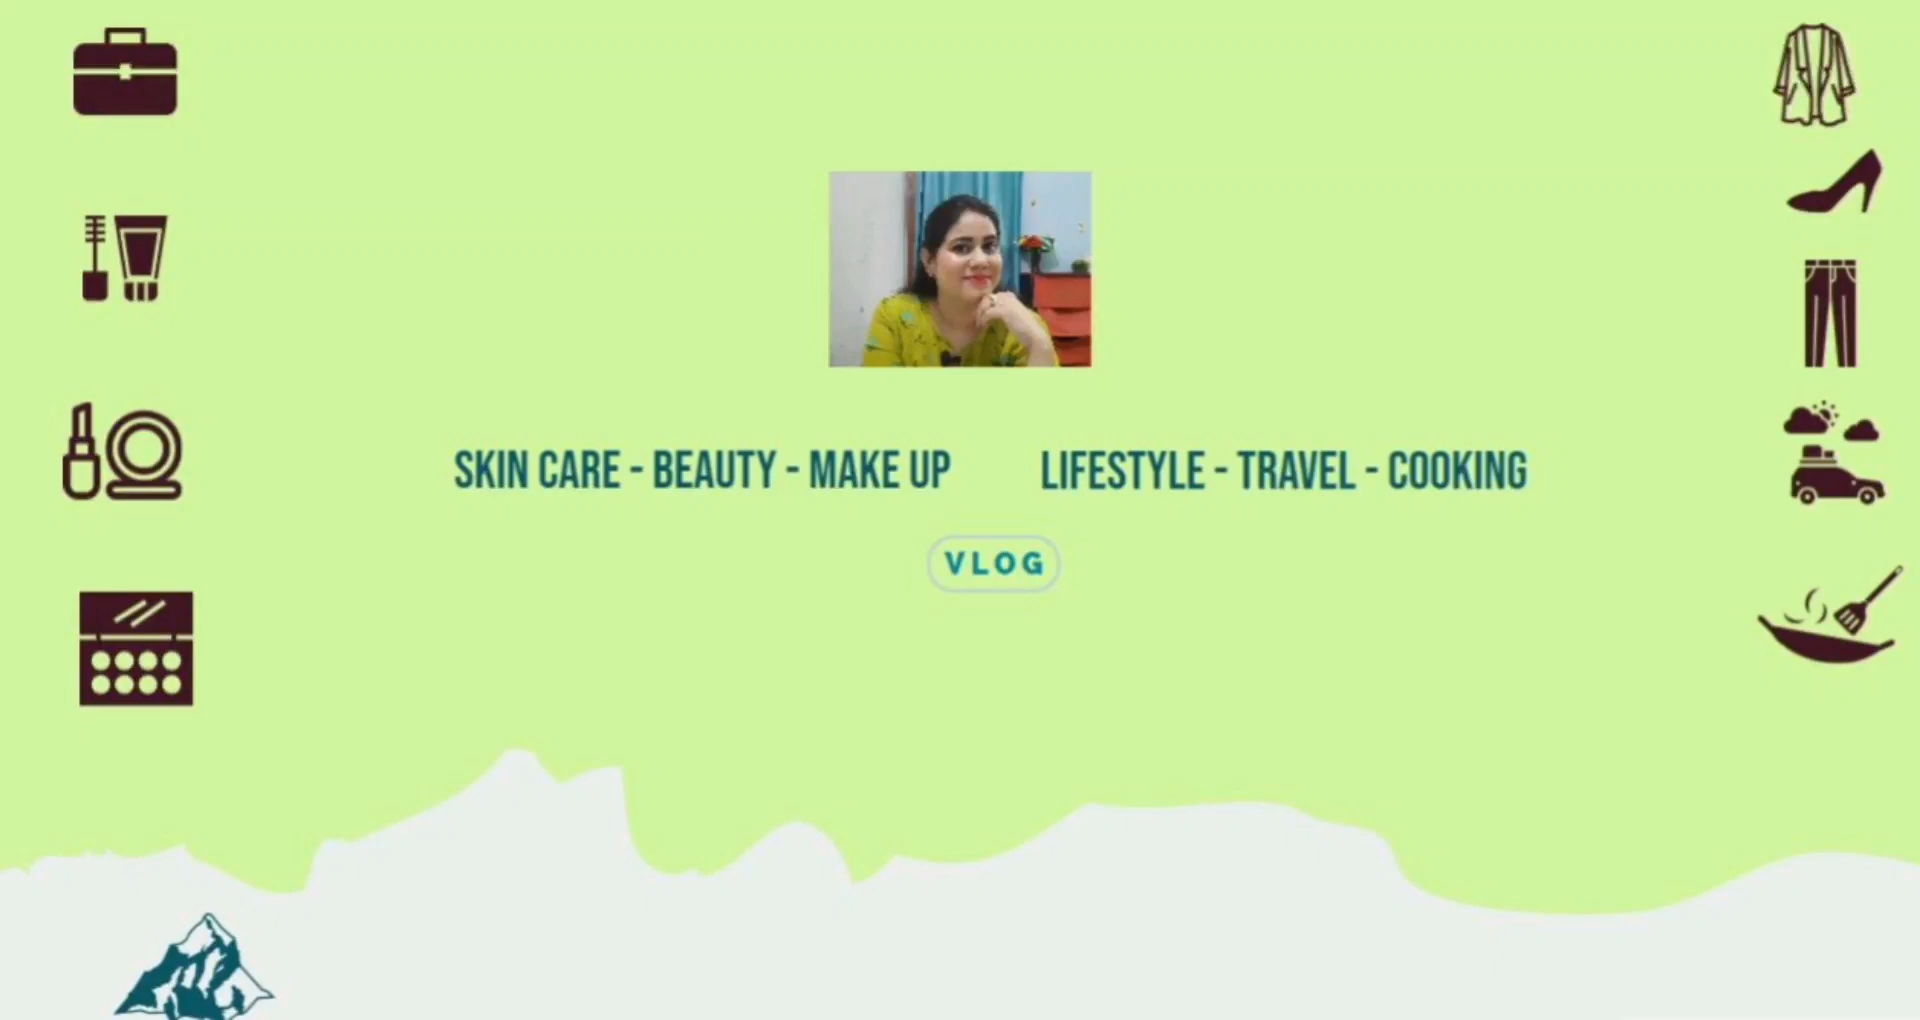 SKIN CARE - BEAUTY - MAKE UP
LIFESTYLE - TRAVEL - COOKING
VLOG